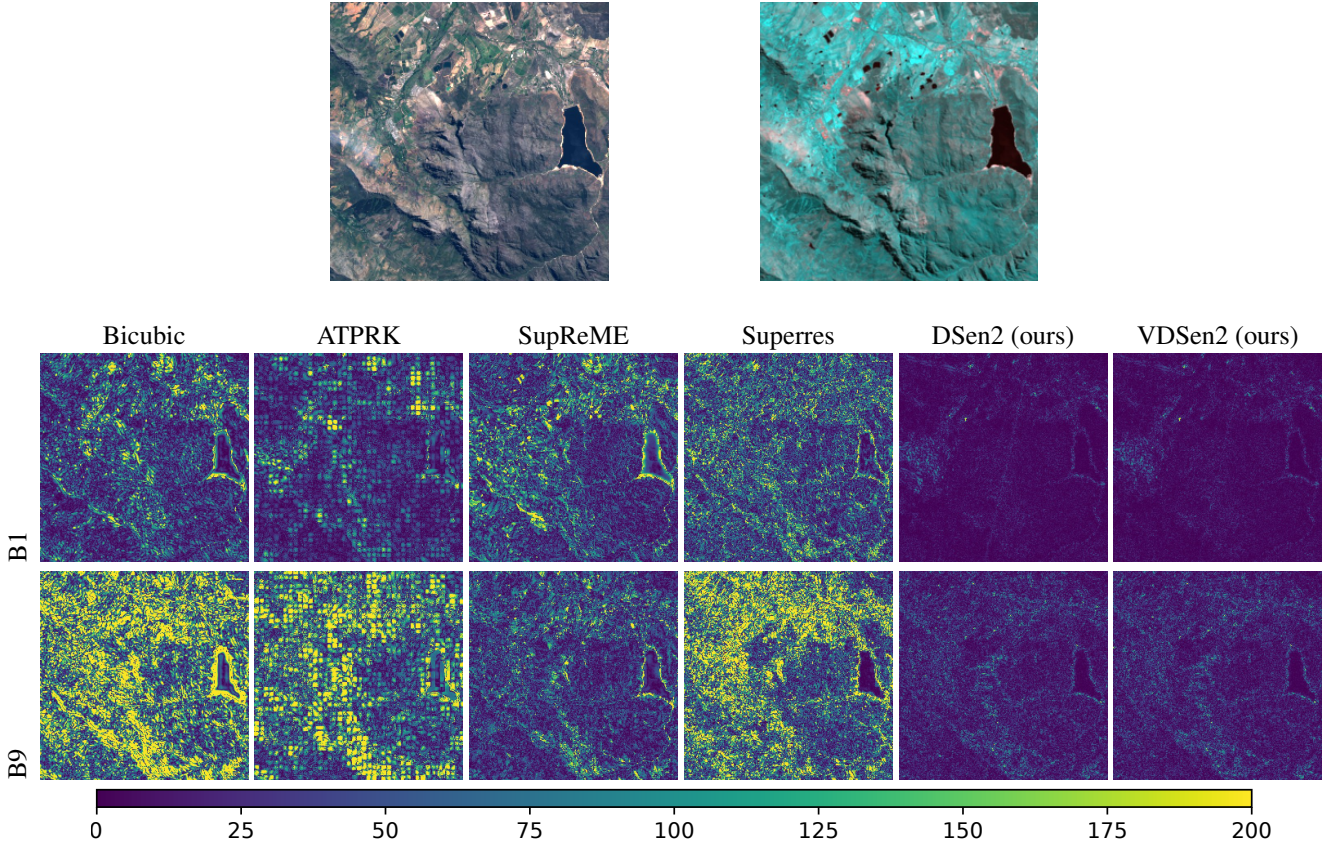 Bicubic ATPRK SupReME Superres DSen2 (ours) VDSen2 (ours)
B1
B9
0 25 50 75 100 125 150 175 200